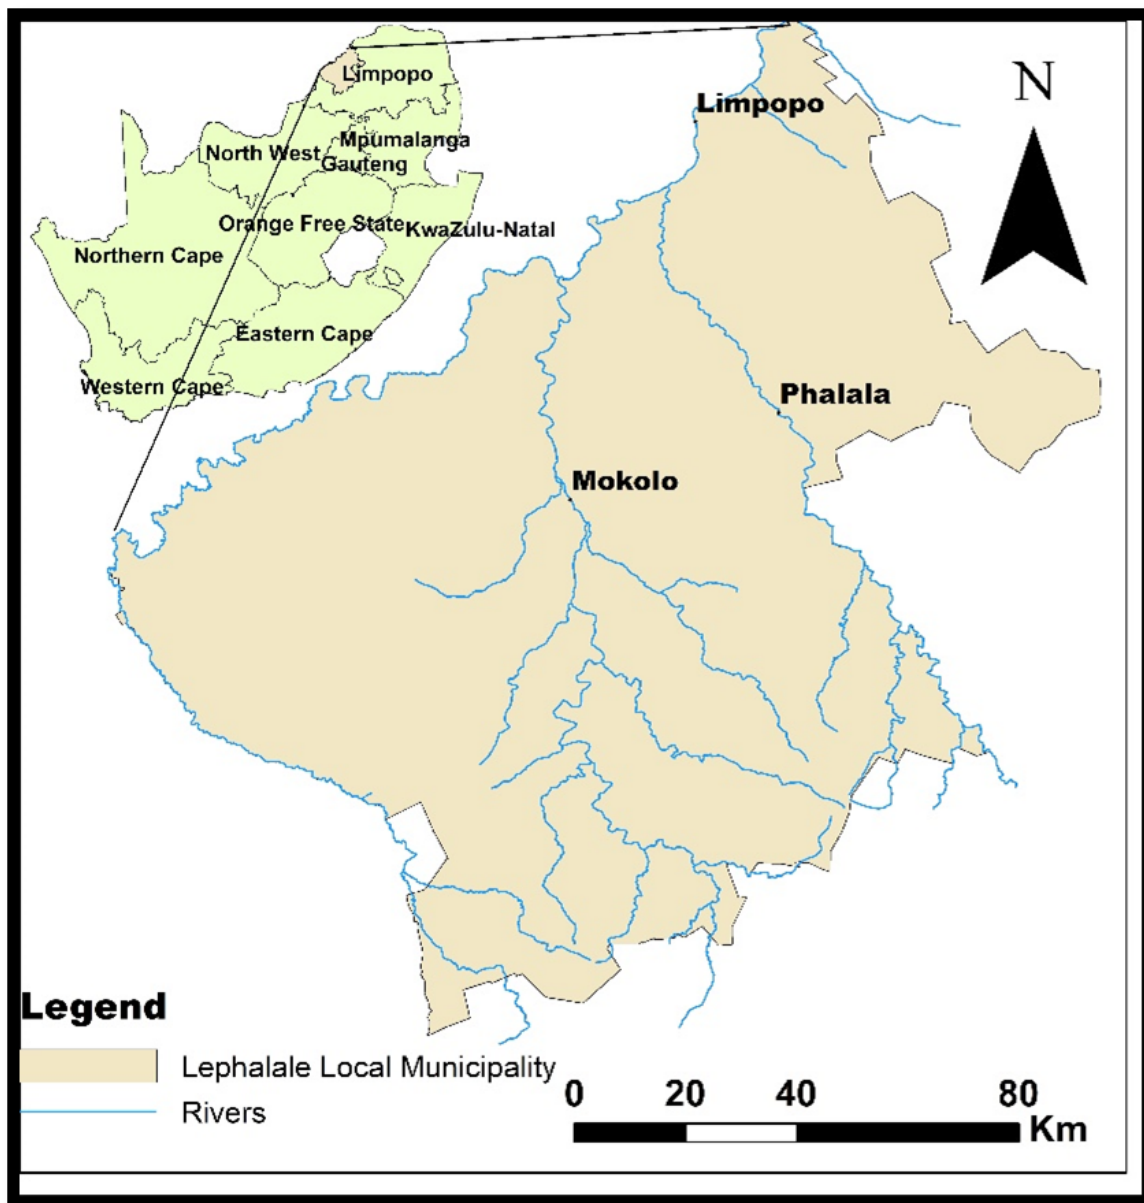 Limpopo
Mpumalanga
North West
Gauteng
Orange Free State
KwaZulu-Natal
Northern Cape
Eastern Cape
Western Cape
N
Limpopo
Phalala
Mokolo
Legend
Lephalale Local Municipality
Rivers
0 20 40 80
Km